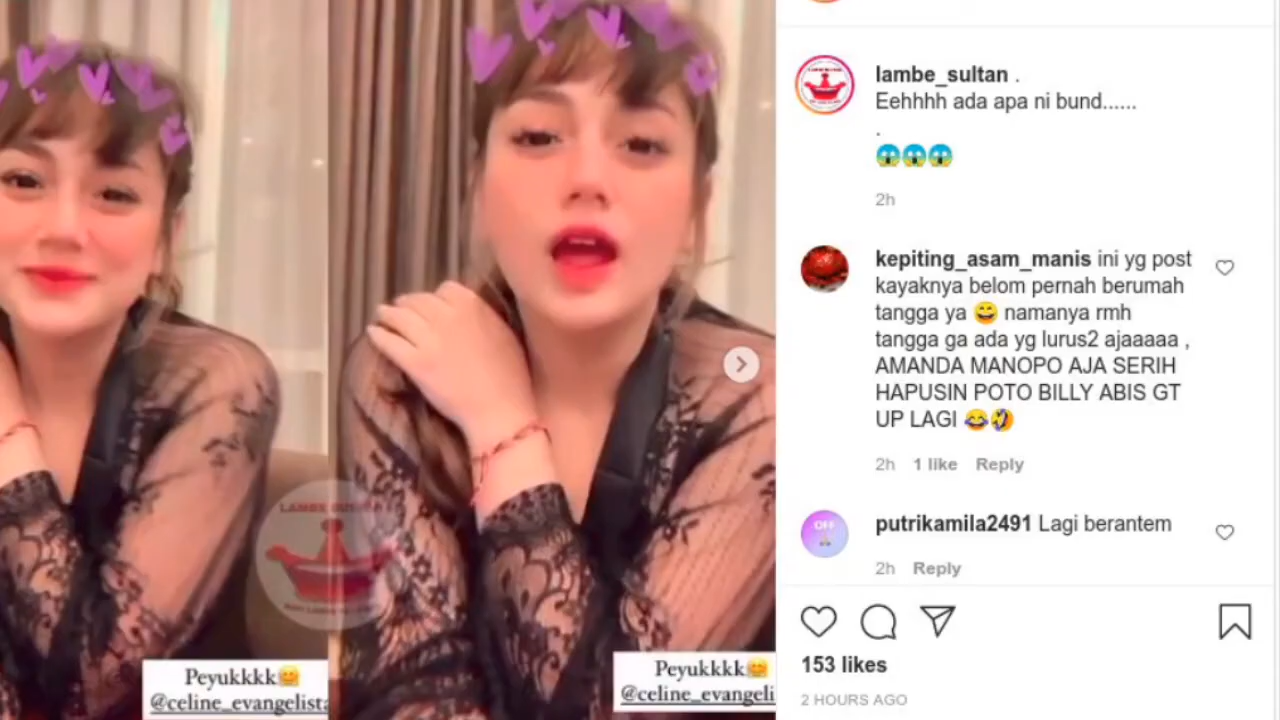 Peyukkkk🤗
@celine_evangelista
Peyukkkk🤗
@celine_evangeli
lambe_sultan .
Eehhhh ada apa ni bund......
.
😱😱😱
2h
kepiting_asam_manis ini yg post
kayaknya belom pernah berumah
tangga ya 😄 namanya rmh
tangga ga ada yg lurus2 ajaaaaa ,
AMANDA MANOPO AJA SERIH
HAPUSIN POTO BILLY ABIS GT
UP LAGI 😂🤣
2h 1 like Reply
OFF
putrikamila2491 Lagi berantem
2h Reply
153 likes
2 HOURS AGO